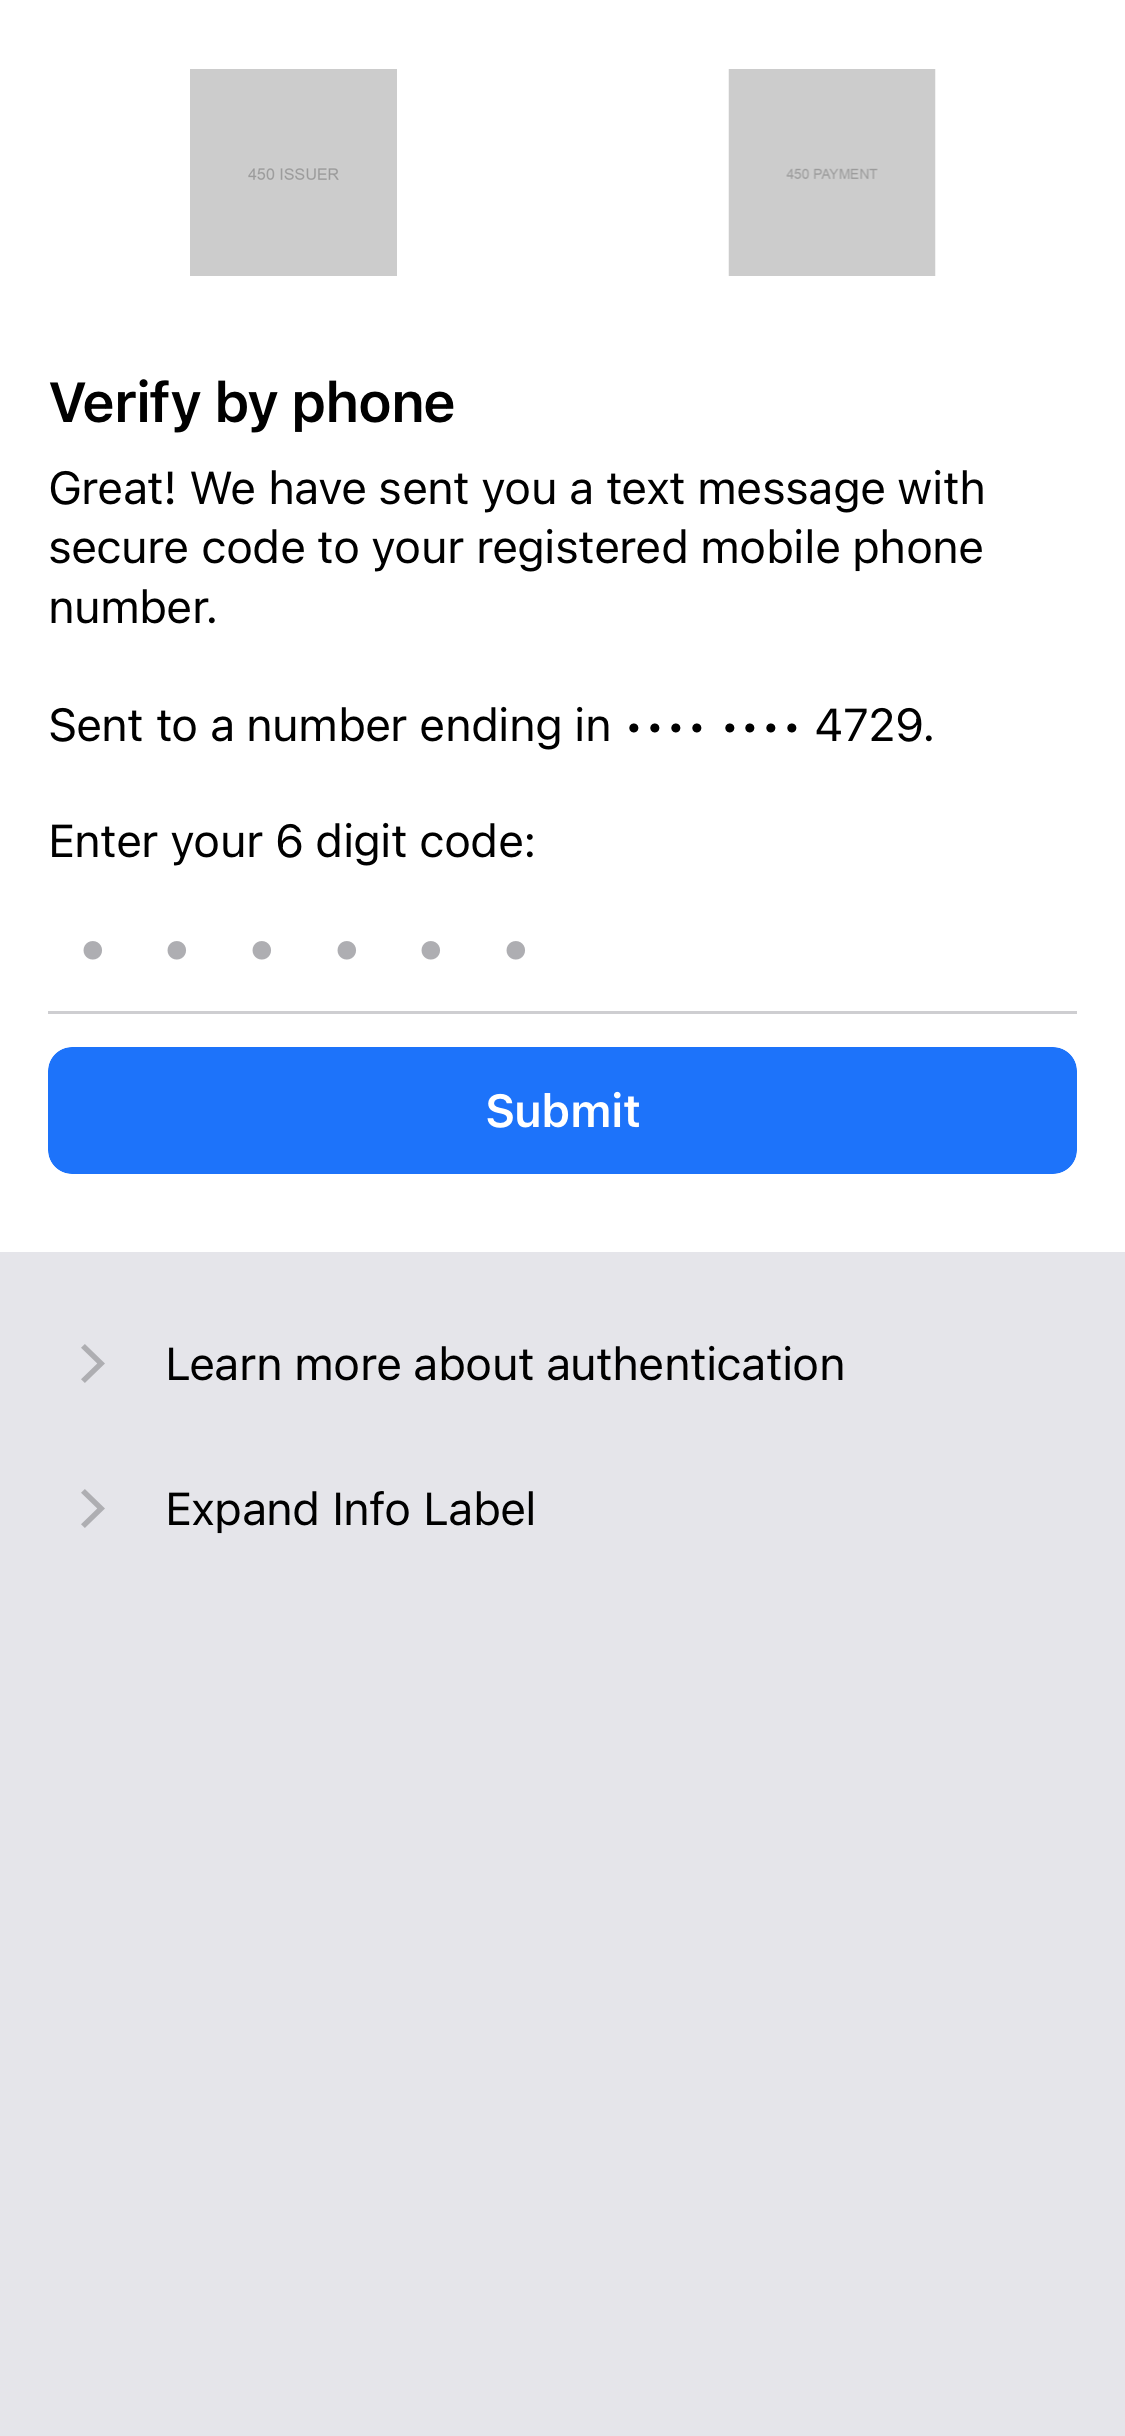 450 ISSUER
450 PAYMENT
Verify by phone
Great! We have sent you a text message with
secure code to your registered mobile phone
number.
Sent to a number ending in •••• •••• 4729.
Enter your 6 digit code:
• • • • • •
Submit
Learn more about authentication
Expand Info Label